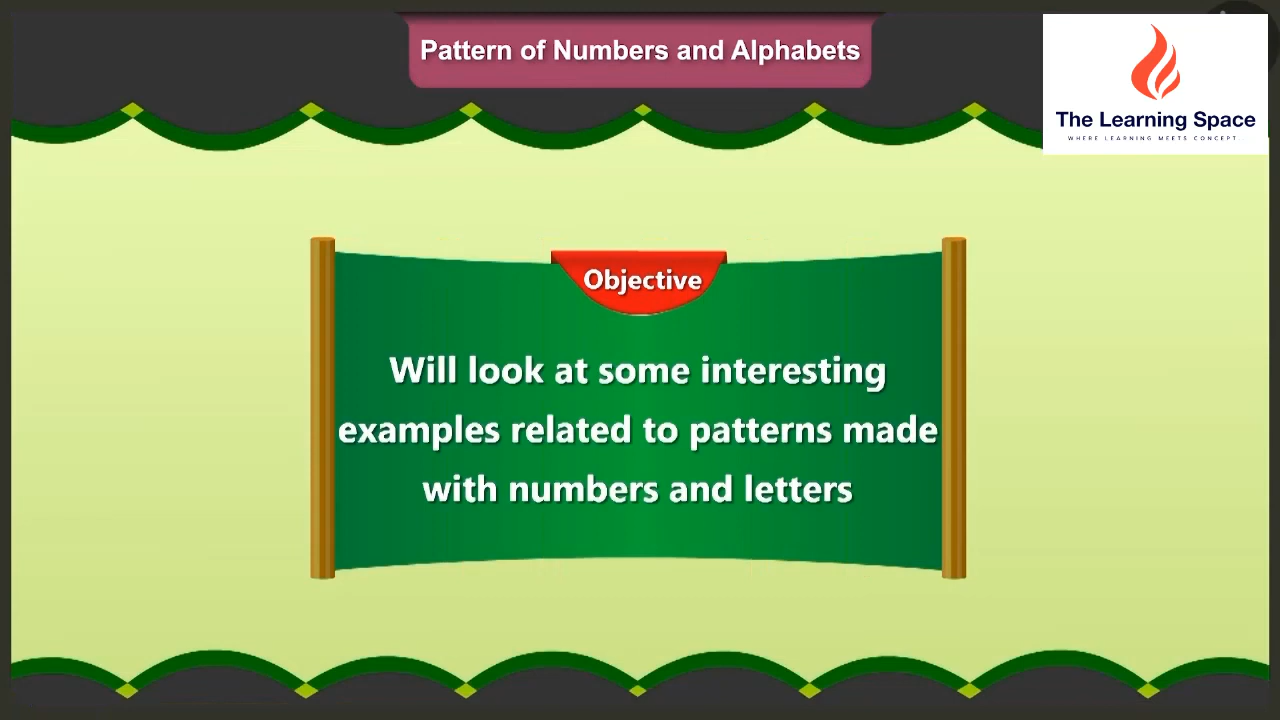 Pattern of Numbers and Alphabets
The Learning Space
WHERE LEARNING MEETS CONCEPT
Objective
Will look at some interesting
examples related to patterns made
with numbers and letters